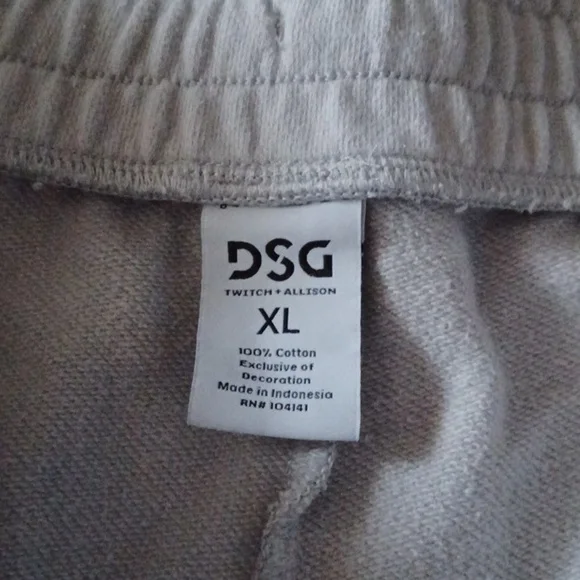 DSG
TWITCH + ALLISON
XL
100% Cotton
Exclusive of
Decoration
Made in Indonesia
RN# 104141